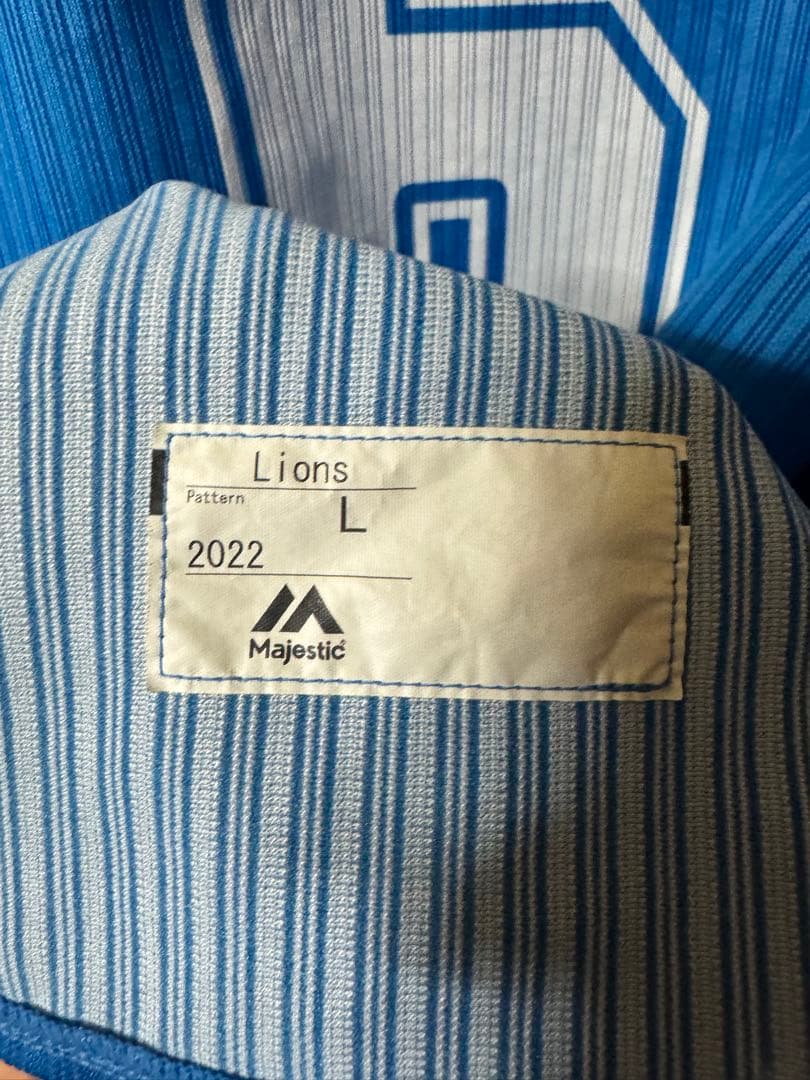 Lions
Pattern
L
2022
Majestic